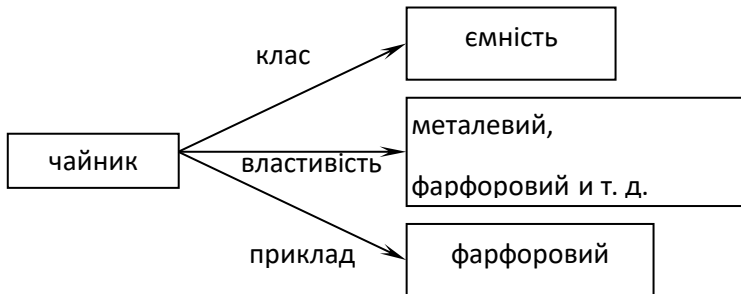 ємність
клас
металевий,
чайник
властивість
фарфоровий и т. д.
приклад
фарфоровий